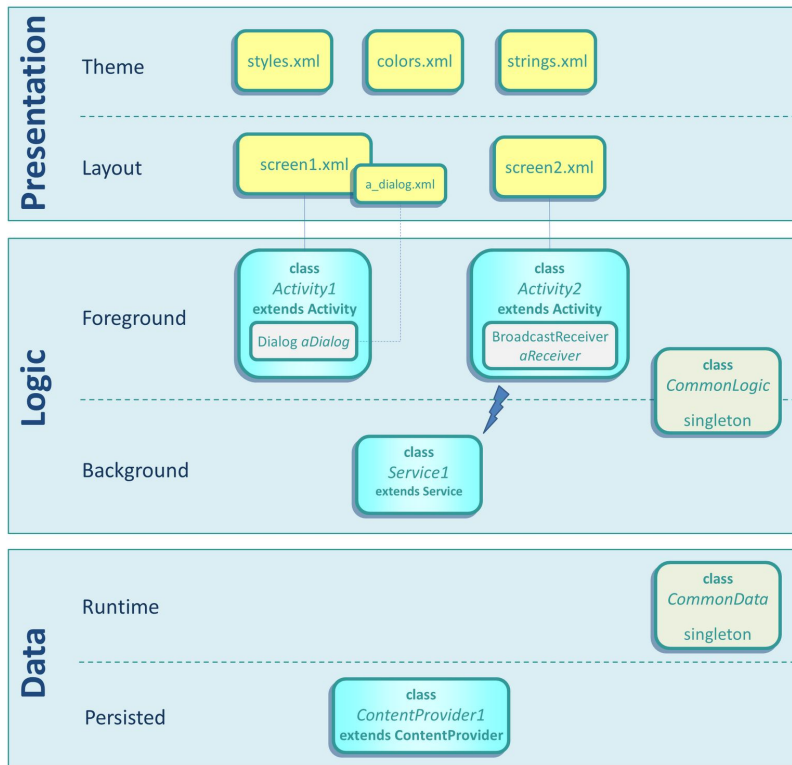 Presentation
Theme
styles.xml
colors.xml
strings.xml
Layout
screen1.xml
a_dialog.xml
screen2.xml
Logic
Foreground
class
Activity1
extends Activity
Dialog aDialog
class
Activity2
extends Activity
BroadcastReceiver
aReceiver
class
CommonLogic
singleton
Background
class
Service1
extends Service
Data
Runtime
class
CommonData
singleton
Persisted
class
ContentProvider1
extends ContentProvider